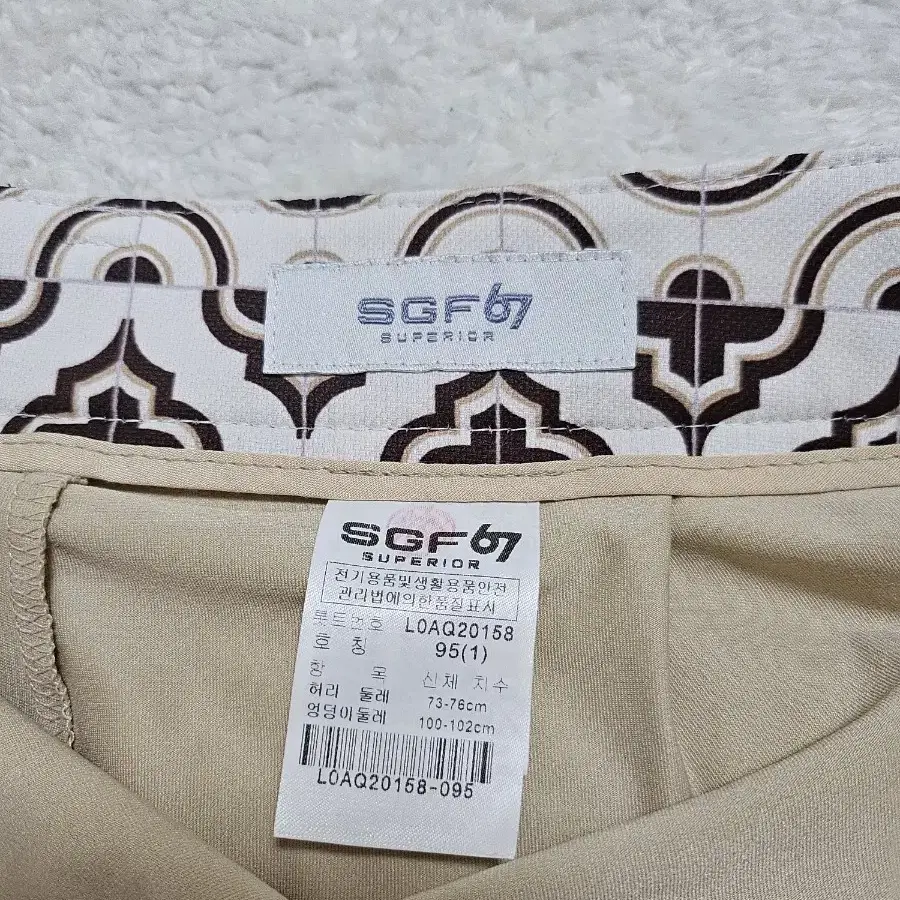 SGF67
SUPERIOR
SGF67
SUPERIOR
전기용품및생활용품안전
관리법에의한품질표시
롯트번호 L0AQ20158
호 칭 95(1)
항 목 신체 치수
허리 둘레 73-76cm
엉덩이둘레 100-102cm
L0AQ20158-095